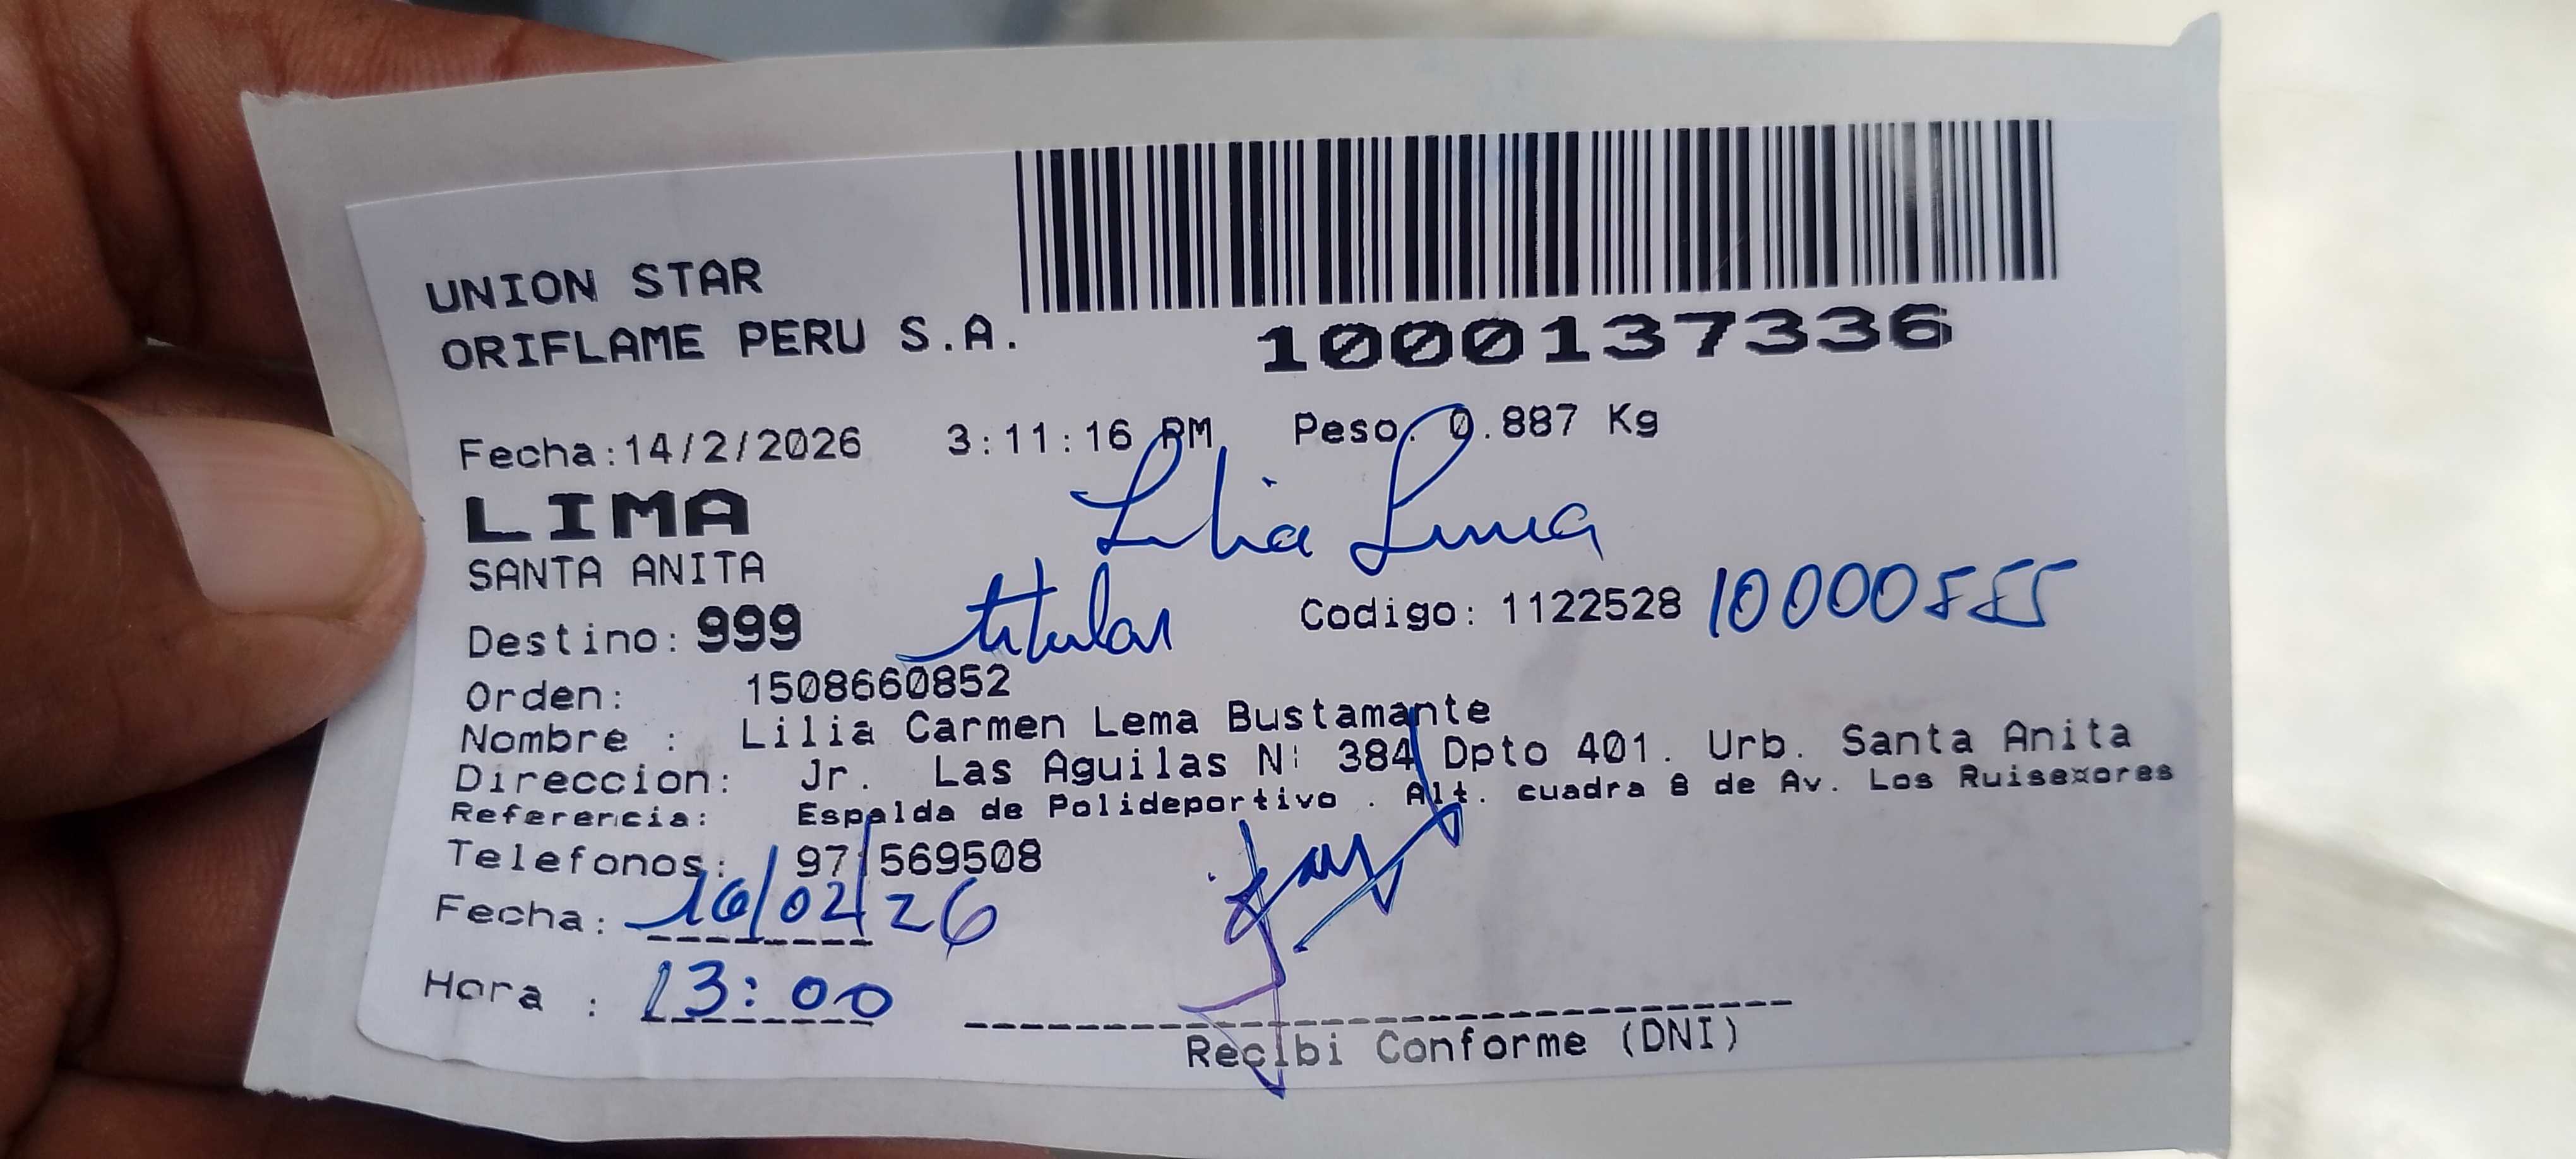 UNION STAR
ORIFLAME PERU S.A.
1000137336
Fecha:14/2/2026 3:11:16 PM Peso: 0.887 Kg
LIMA
Lilia Lema
SANTA ANITA
Destino: 999 titular Codigo: 1122528 10000555
Orden: 1508660852
Nombre : Lilia Carmen Lema Bustamante
Direccion: Jr. Las Aguilas N: 384 Dpto 401. Urb. Santa Anita
Referencia: Espalda de Polideportivo . Alt. cuadra 8 de Av. Los Ruisexores
Telefonos: 971569508
Fecha: 16/02/26
Hora : 13:00
Recibi Conforme (DNI)